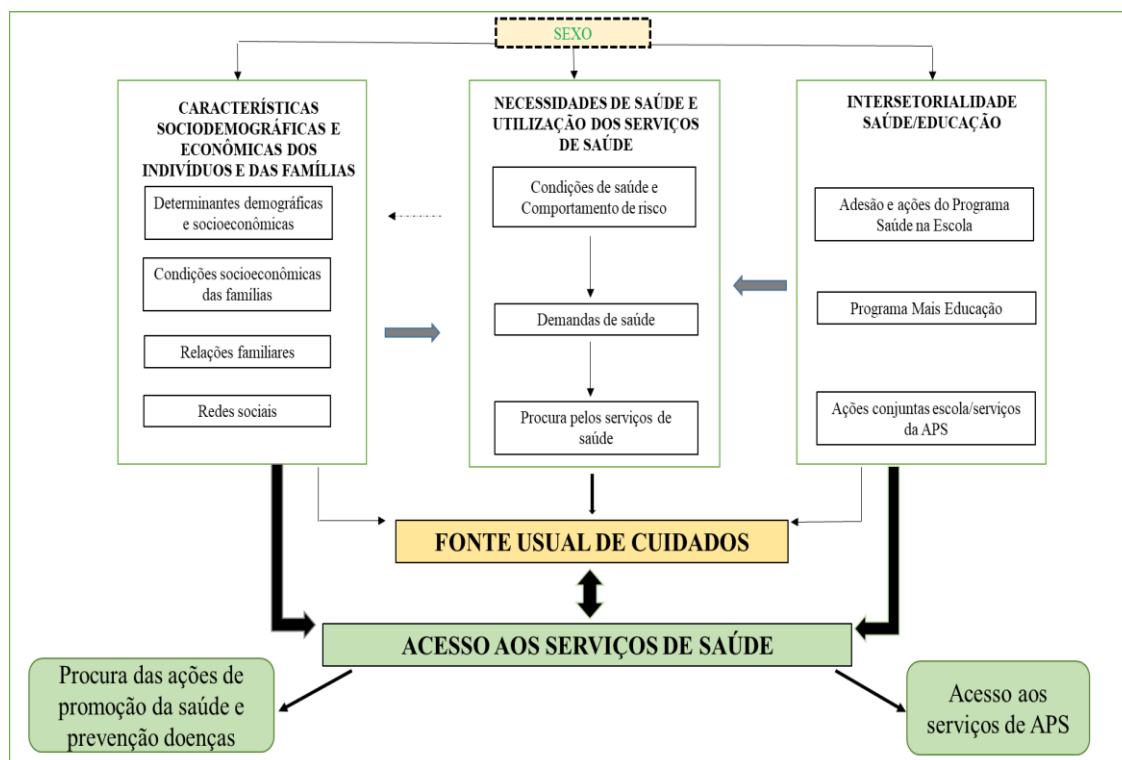 SEXO
CARACTERÍSTICAS
SOCIODEMOGRÁFICAS E
ECONÔMICAS DOS
INDIVÍDUOS E DAS FAMÍLIAS
Determinantes demográficas
e socioeconômicas
Condições socioeconômicas
das famílias
Relações familiares
Redes sociais
NECESSIDADES DE SAÚDE E
UTILIZAÇÃO DOS SERVIÇOS
DE SAÚDE
Condições de saúde e
Comportamento de risco
Demandas de saúde
Procura pelos serviços de
saúde
INTERSETORIALIDADE
SAÚDE/EDUCAÇÃO
Adesão e ações do Programa
Saúde na Escola
Programa Mais Educação
Ações conjuntas escola/serviços
da APS
FONTE USUAL DE CUIDADOS
ACESSO AOS SERVIÇOS DE SAÚDE
Procura das ações de
promoção da saúde e
prevenção doenças
Acesso aos
serviços de APS